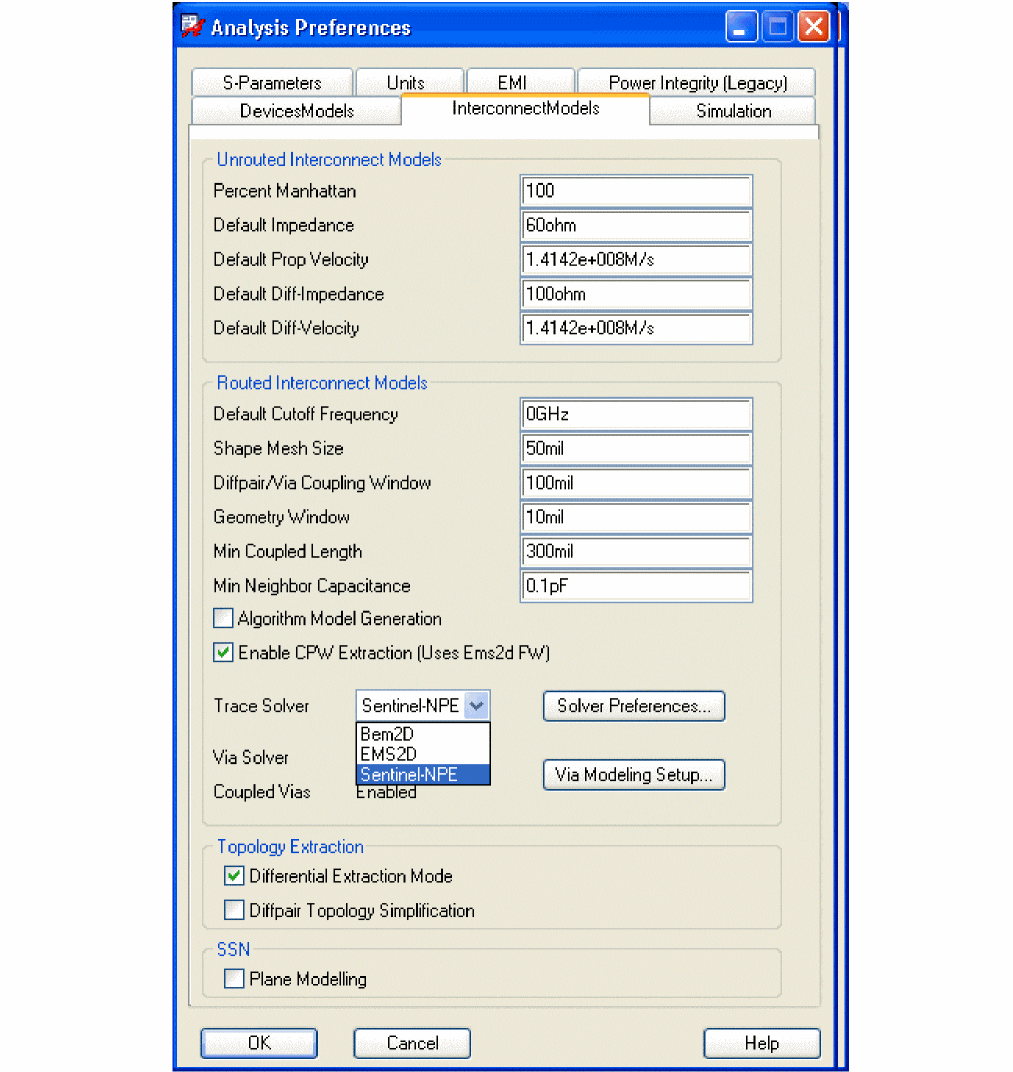 Analysis Preferences
S-Parameters Units EMI Power Integrity (Legacy)
DevicesModels InterconnectModels Simulation
Unrouted Interconnect Models
Percent Manhattan 100
Default Impedance 60ohm
Default Prop Velocity 1.4142e+008M/s
Default Diff-Impedance 100ohm
Default Diff-Velocity 1.4142e+008M/s
Routed Interconnect Models
Default Cutoff Frequency 0GHz
Shape Mesh Size 50mil
Diffpair/Via Coupling Window 100mil
Geometry Window 10mil
Min Coupled Length 300mil
Min Neighbor Capacitance 0.1pF
Algorithm Model Generation
Enable CPW Extraction (Uses Ems2d FW)
Trace Solver Sentinel-NPE Solver Preferences...
Bem2D
EMS2D
Via Solver
Sentinel-NPE Via Modeling Setup...
Coupled Vias Enabled
Topology Extraction
Differential Extraction Mode
Diffpair Topology Simplification
SSN
Plane Modelling
OK Cancel Help